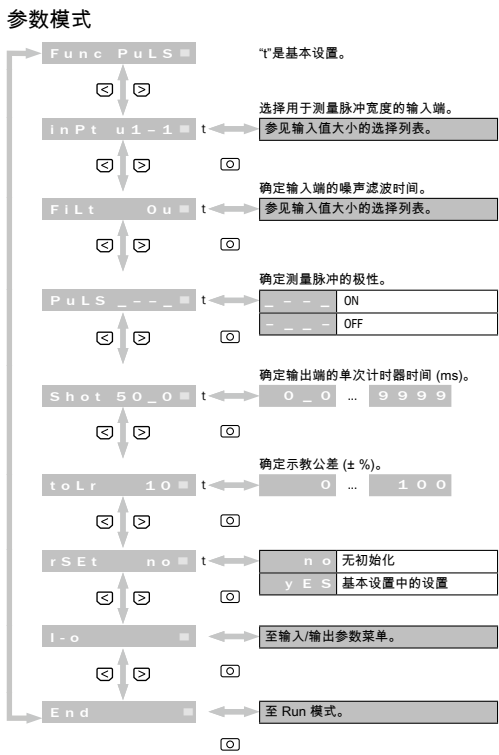 参数模式
Func PuLS
“t”是基本设置。
< >
选择用于测量脉冲宽度的输入端。
inPt u1-1 t 参见输入值大小的选择列表。
< > O
确定输入端的噪声滤波时间。
FiLt 0u t 参见输入值大小的选择列表。
< > O
确定测量脉冲的极性。
PuLS _--_ t _--_ ON
-__- OFF
< > O
确定输出端的单次计时器时间 (ms)。
Shot 50_0 t 0_0 ... 9999
< > O
确定示教公差 (± %)。
toLr 10 t 0 ... 100
< > O
rSEt no t no 无初始化
yES 基本设置中的设置
< > O
I-o 至输入/输出参数菜单。
< > O
End 至 Run 模式。
O